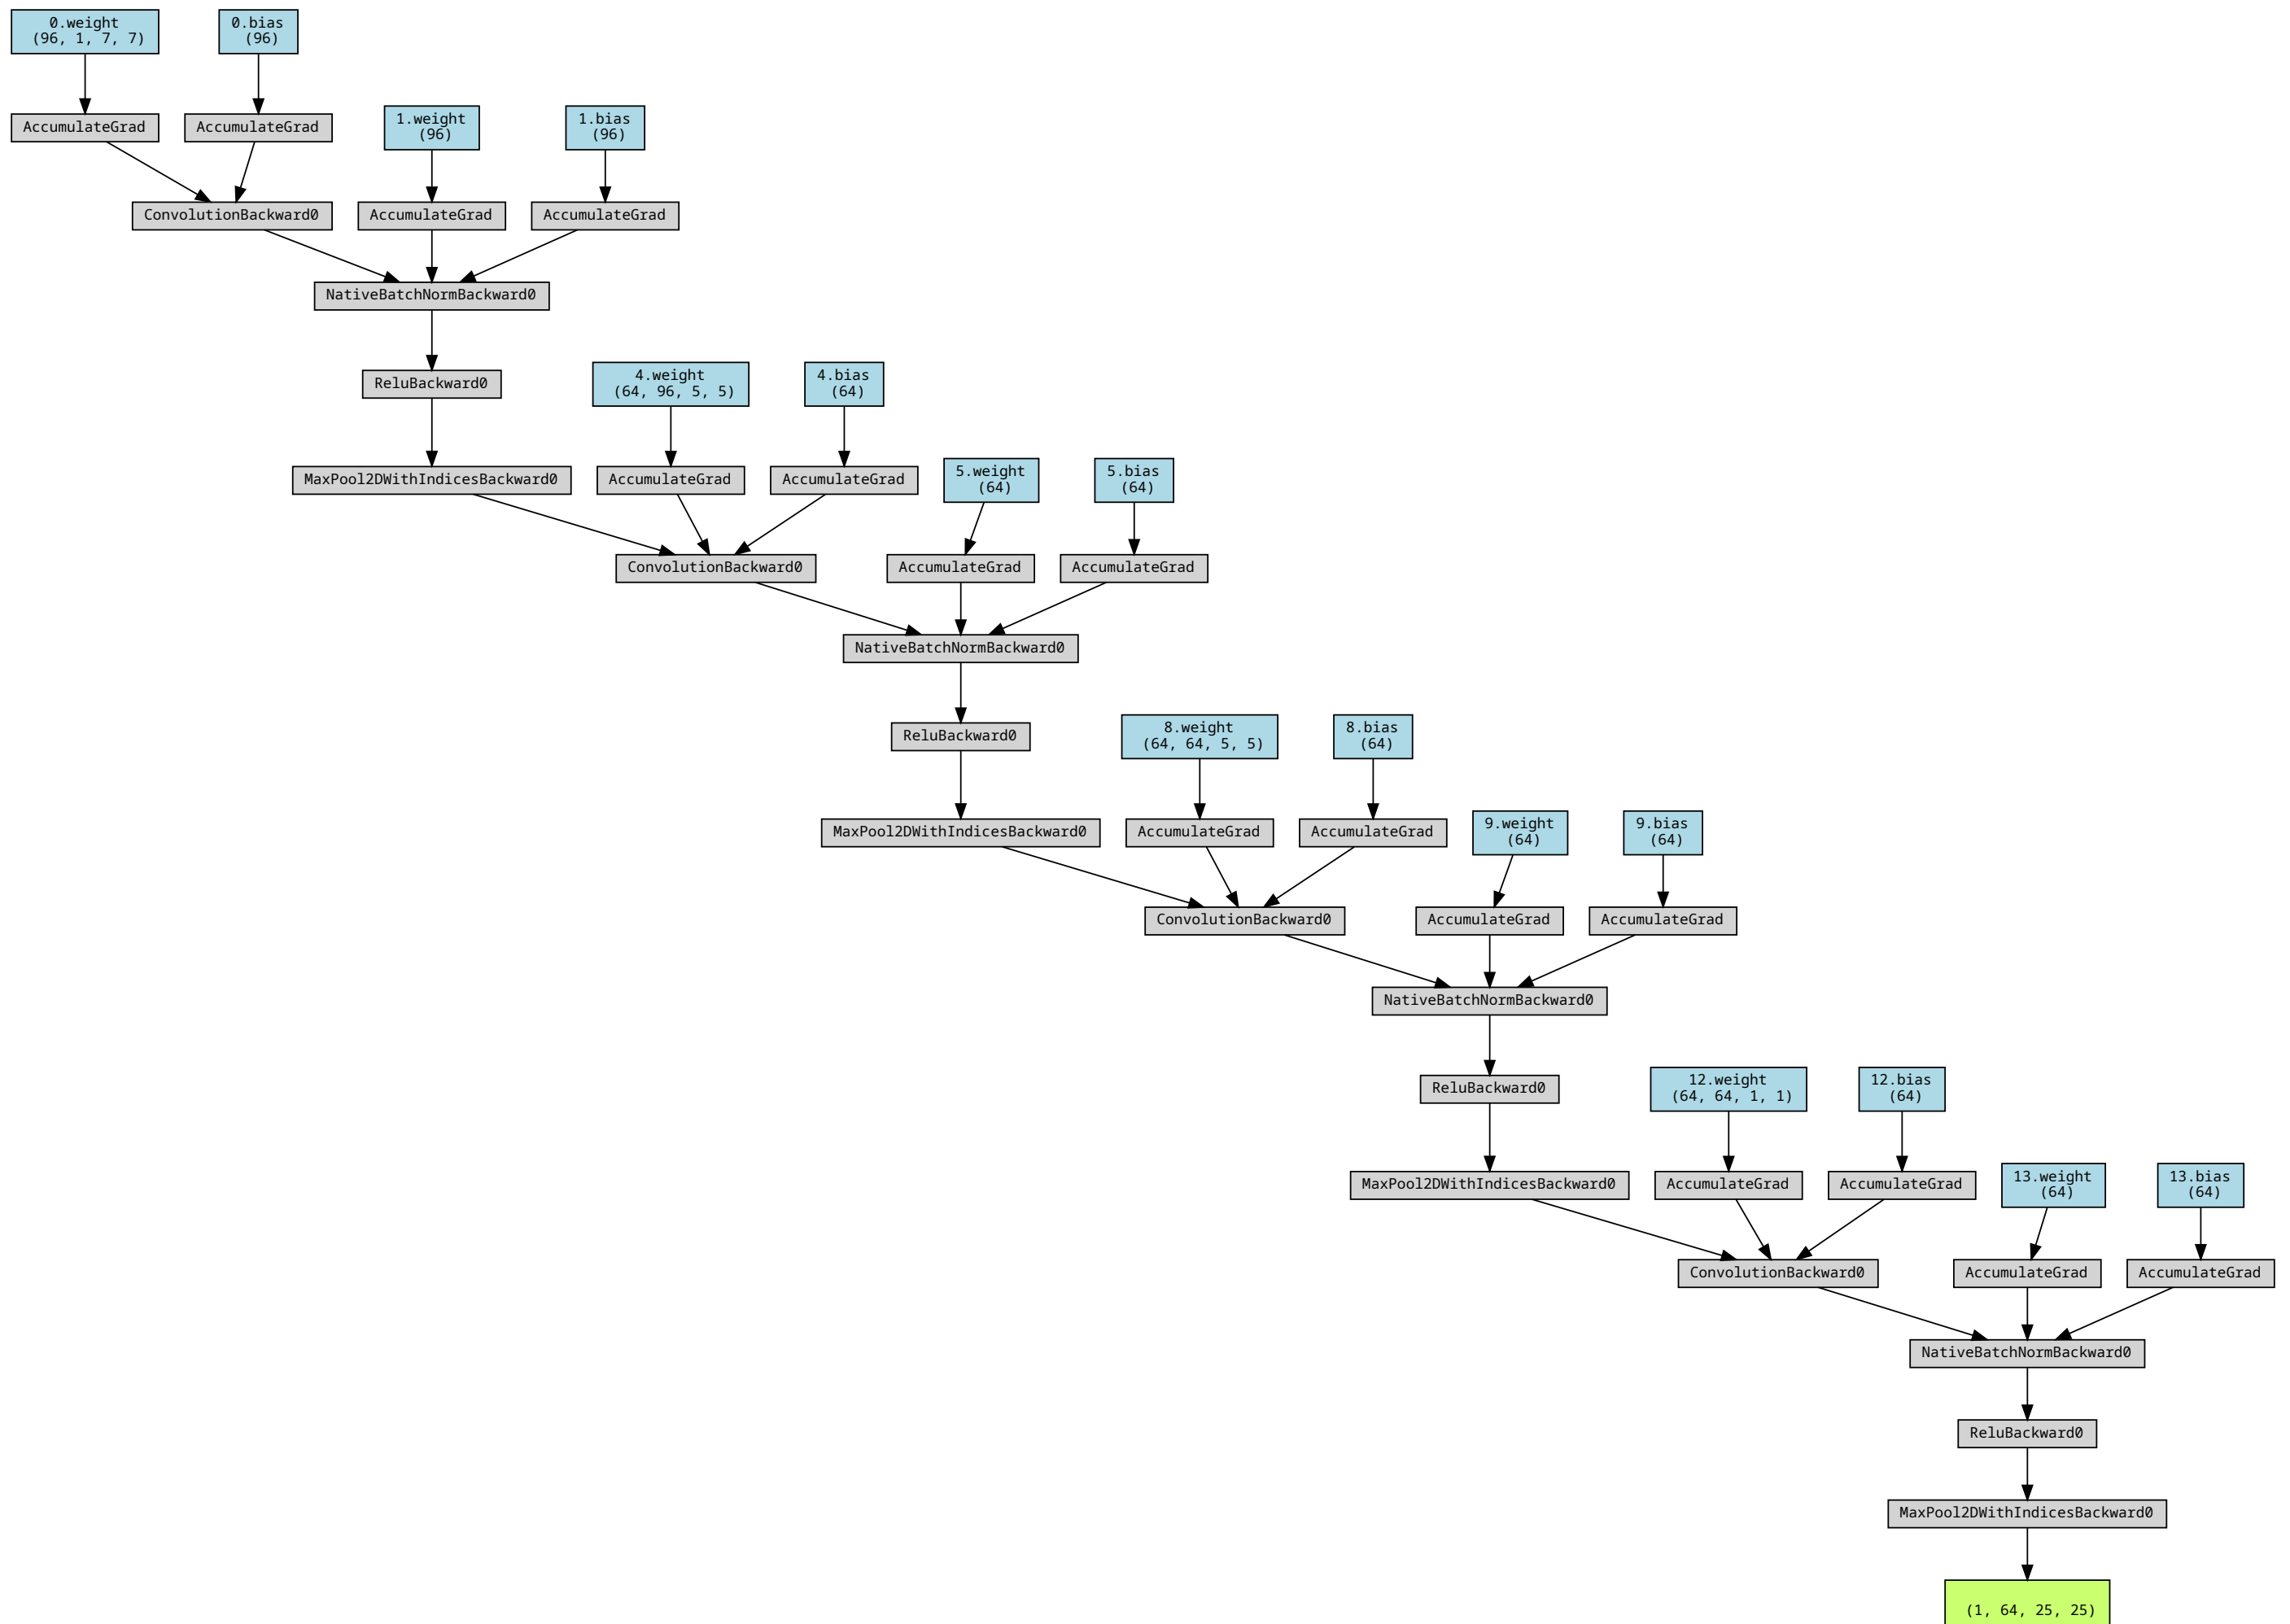 0.weight
(96, 1, 7, 7)
0.bias
(96)
AccumulateGrad
AccumulateGrad
1.weight
(96)
1.bias
(96)
ConvolutionBackward0
AccumulateGrad
AccumulateGrad
NativeBatchNormBackward0
ReluBackward0
4.weight
(64, 96, 5, 5)
4.bias
(64)
MaxPool2DWithIndicesBackward0
AccumulateGrad
AccumulateGrad
5.weight
(64)
5.bias
(64)
ConvolutionBackward0
AccumulateGrad
AccumulateGrad
NativeBatchNormBackward0
ReluBackward0
8.weight
(64, 64, 5, 5)
8.bias
(64)
MaxPool2DWithIndicesBackward0
AccumulateGrad
AccumulateGrad
9.weight
(64)
9.bias
(64)
ConvolutionBackward0
AccumulateGrad
AccumulateGrad
NativeBatchNormBackward0
ReluBackward0
12.weight
(64, 64, 1, 1)
12.bias
(64)
MaxPool2DWithIndicesBackward0
AccumulateGrad
AccumulateGrad
13.weight
(64)
13.bias
(64)
ConvolutionBackward0
AccumulateGrad
AccumulateGrad
NativeBatchNormBackward0
ReluBackward0
MaxPool2DWithIndicesBackward0
(1, 64, 25, 25)